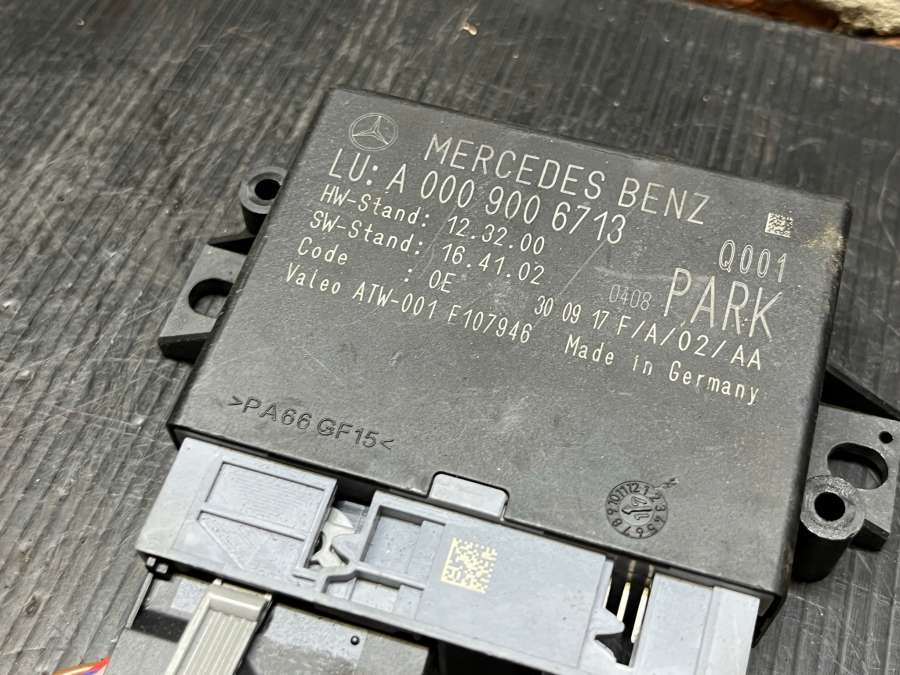 MERCEDES BENZ
LU: A 000 900 6713
HW-Stand: 12.32.00
SW-Stand: 16.41.02
Code : 0E
Valeo ATW-001 F107946
Q001
0408 PARK
30 09 17 F/A/02/AA
Made in Germany
>PA66 GF15<